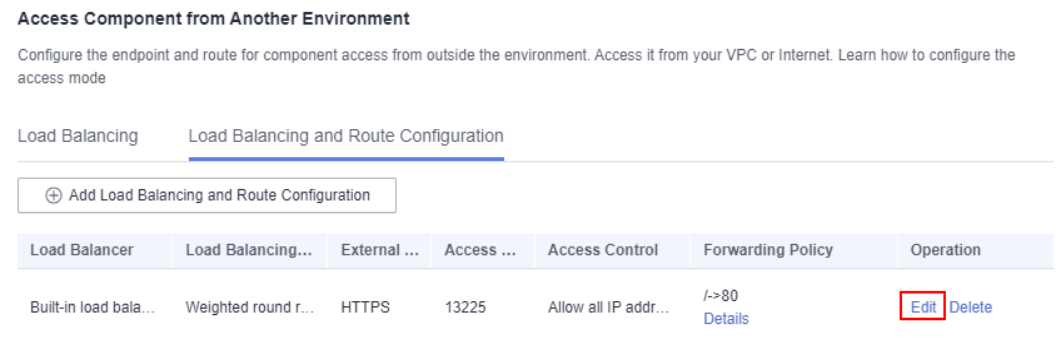 Access Component from Another Environment
Configure the endpoint and route for component access from outside the environment. Access it from your VPC or Internet. Learn how to configure the
access mode
Load Balancing Load Balancing and Route Configuration
Add Load Balancing and Route Configuration
Load Balancer Load Balancing... External ... Access ... Access Control Forwarding Policy Operation
Built-in load bala... Weighted round r... HTTPS 13225 Allow all IP addr... /->80 Edit Delete
Details